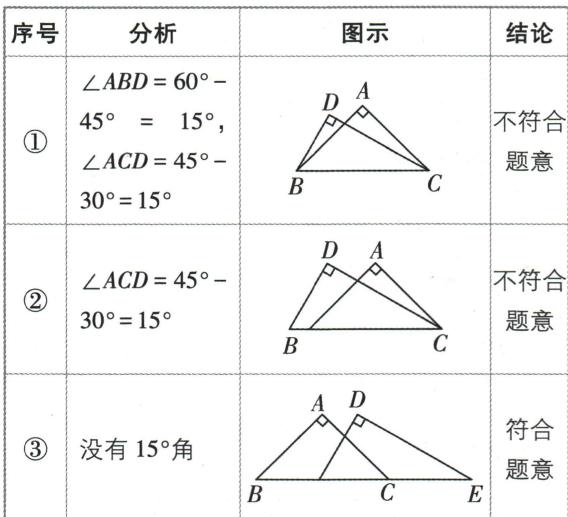 序号 分析 图示 结论
① ∠ABD = 60°- 45° = 15°, ∠ACD = 45°- 30° = 15° D A B C 不符合 题意
② ∠ACD = 45°- 30° = 15° D A B C 不符合 题意
③ 没有 15°角 A D B C E 符合 题意